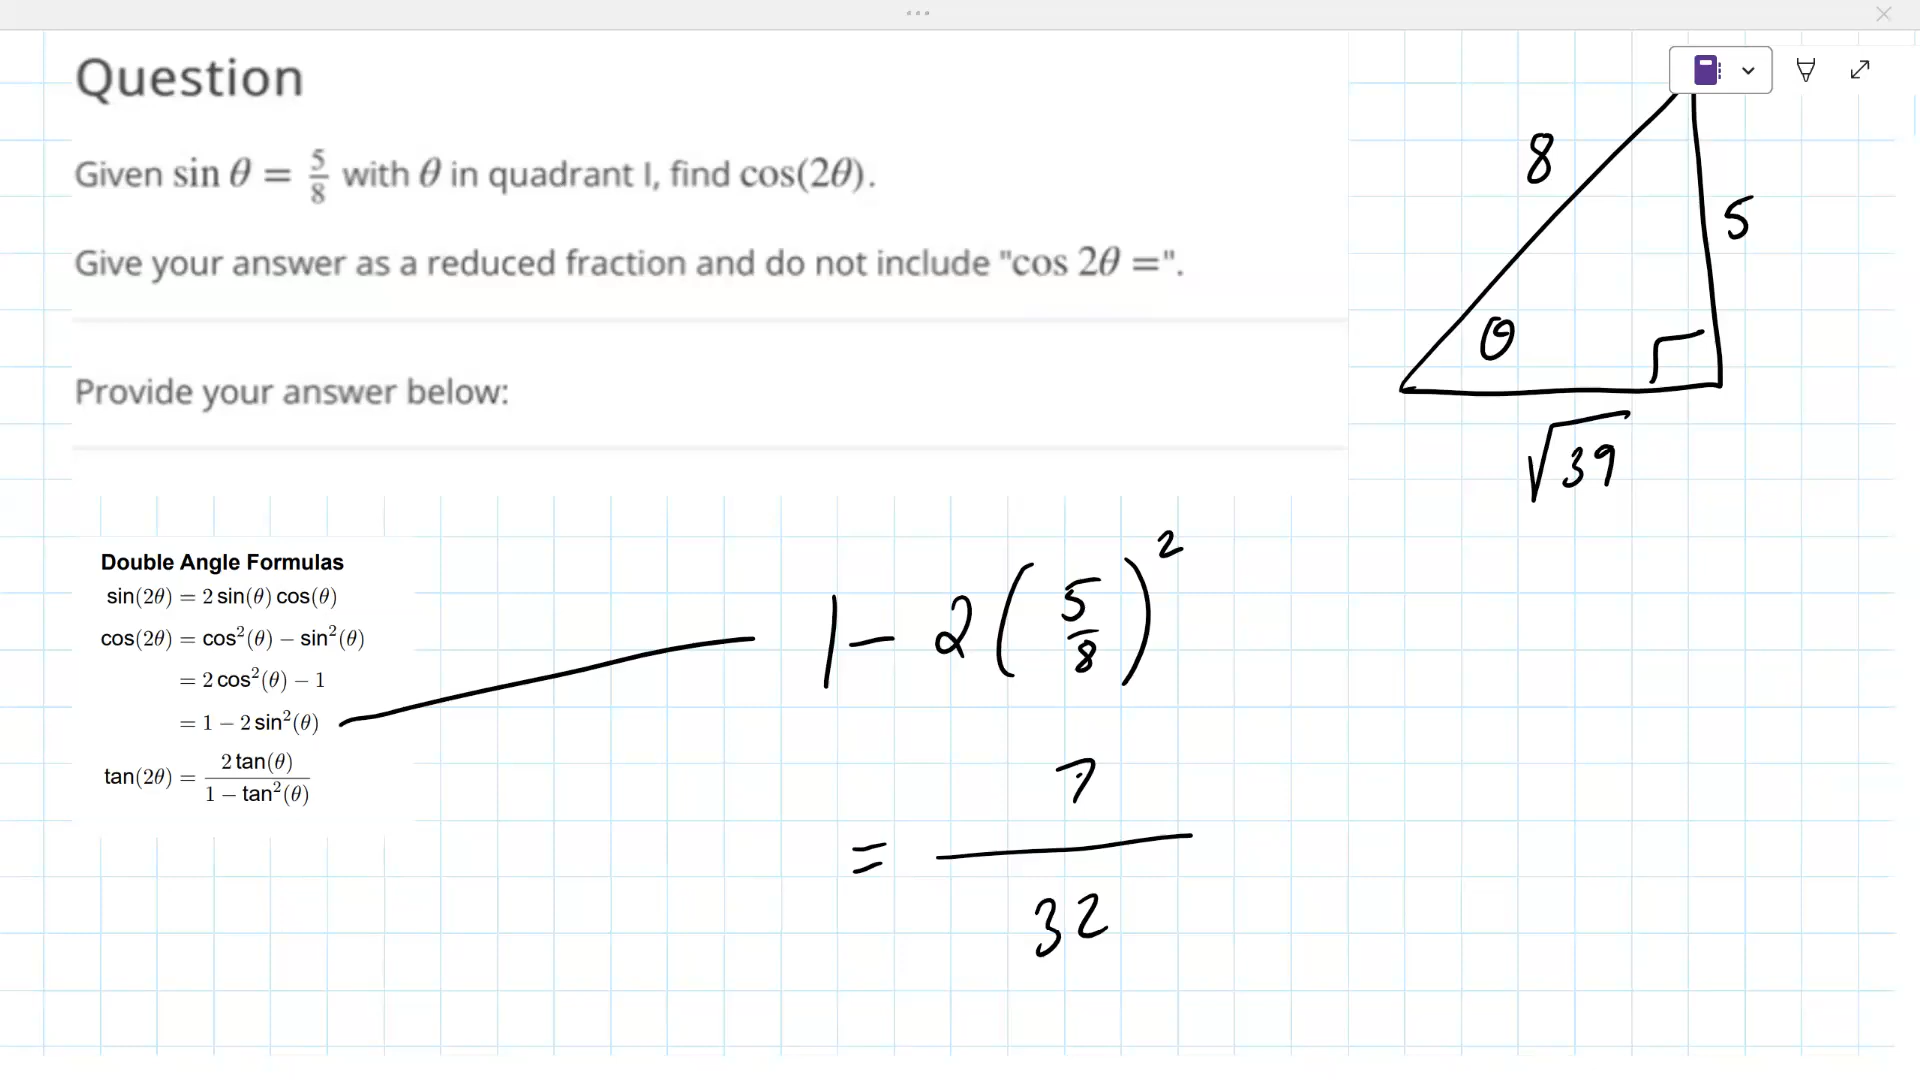 Question
Given sin θ = 5/8 with θ in quadrant I, find cos(2θ).
Give your answer as a reduced fraction and do not include "cos 2θ =".
Provide your answer below:
8
5
θ
√39
Double Angle Formulas
sin(2θ) = 2 sin(θ) cos(θ)
cos(2θ) = cos²(θ) − sin²(θ)
= 2 cos²(θ) − 1
= 1 − 2 sin²(θ)
tan(2θ) = 2 tan(θ) / 1 − tan²(θ)
1 − 2 (5/8)²
= 7/32